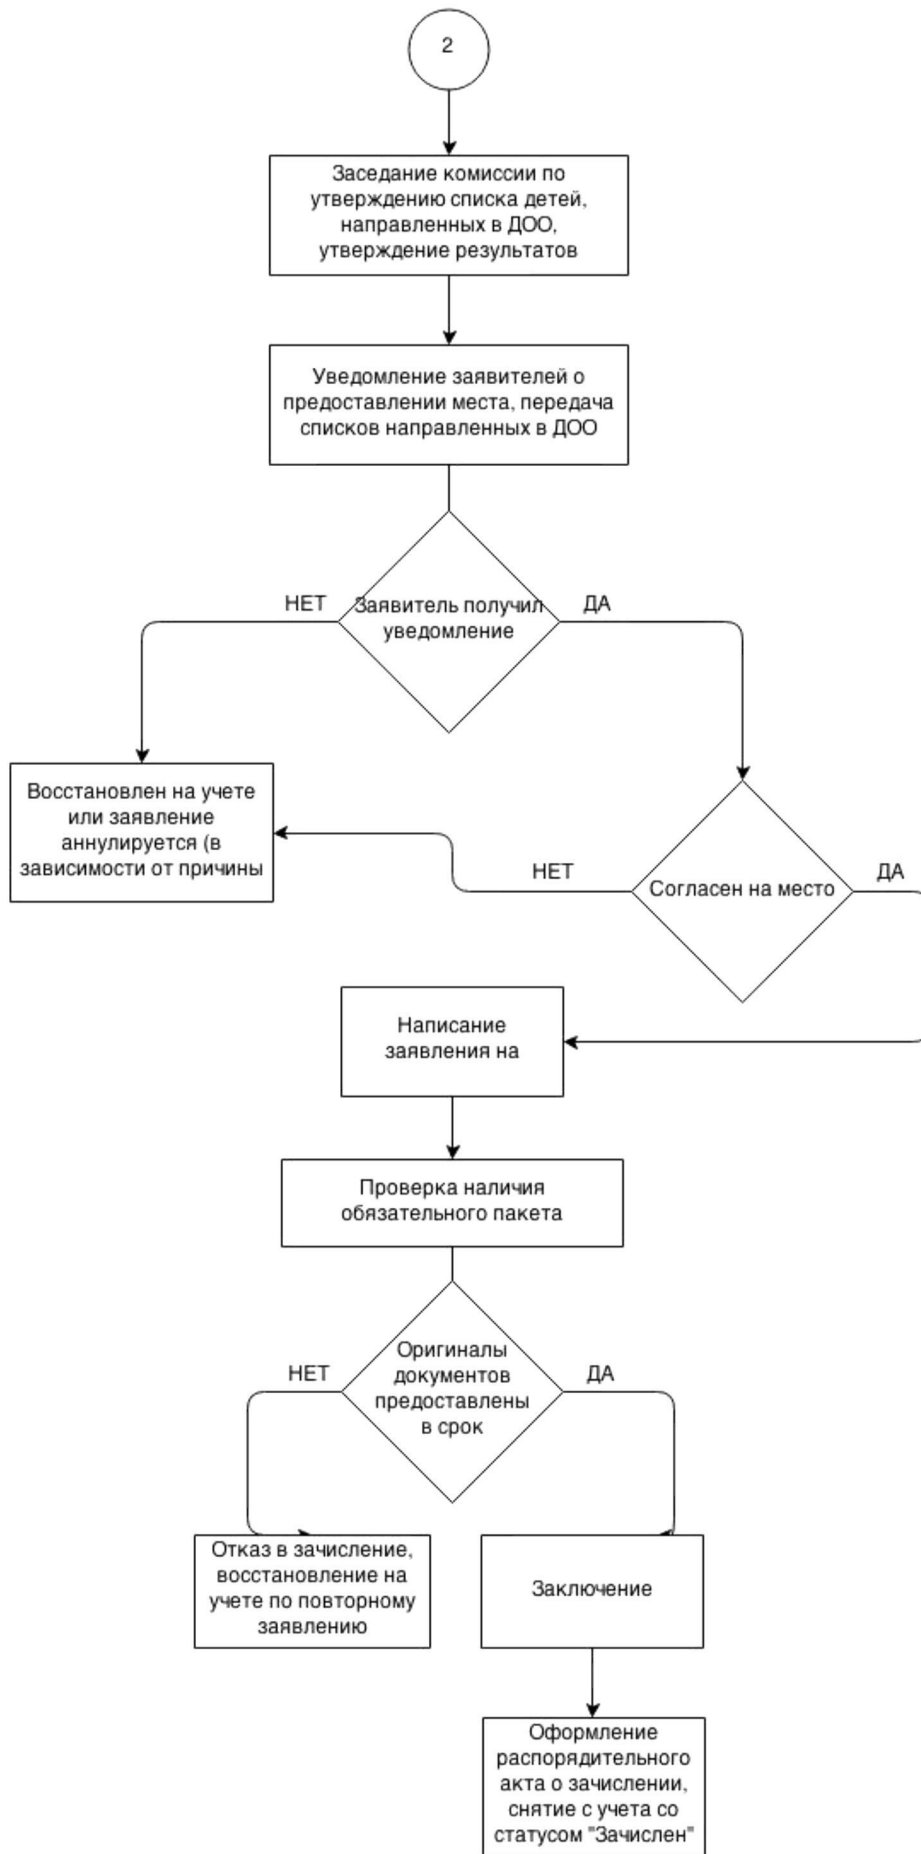 2
Заседание комиссии по
утверждению списка детей,
направленных в ДОО,
утверждение результатов
Уведомление заявителей о
предоставлении места, передача
списков направленных в ДОО
НЕТ
Заявитель получил
уведомление
ДА
Восстановлен на учете
или заявление
аннулируется (в
зависимости от причины
НЕТ
Согласен на место
ДА
Написание
заявления на
Проверка наличия
обязательного пакета
НЕТ
Оригиналы
документов
предоставлены
в срок
ДА
Отказ в зачисление,
восстановление на
учете по повторному
заявлению
Заключение
Оформление
распорядительного
акта о зачислении,
снятие с учета со
статусом "Зачислен"